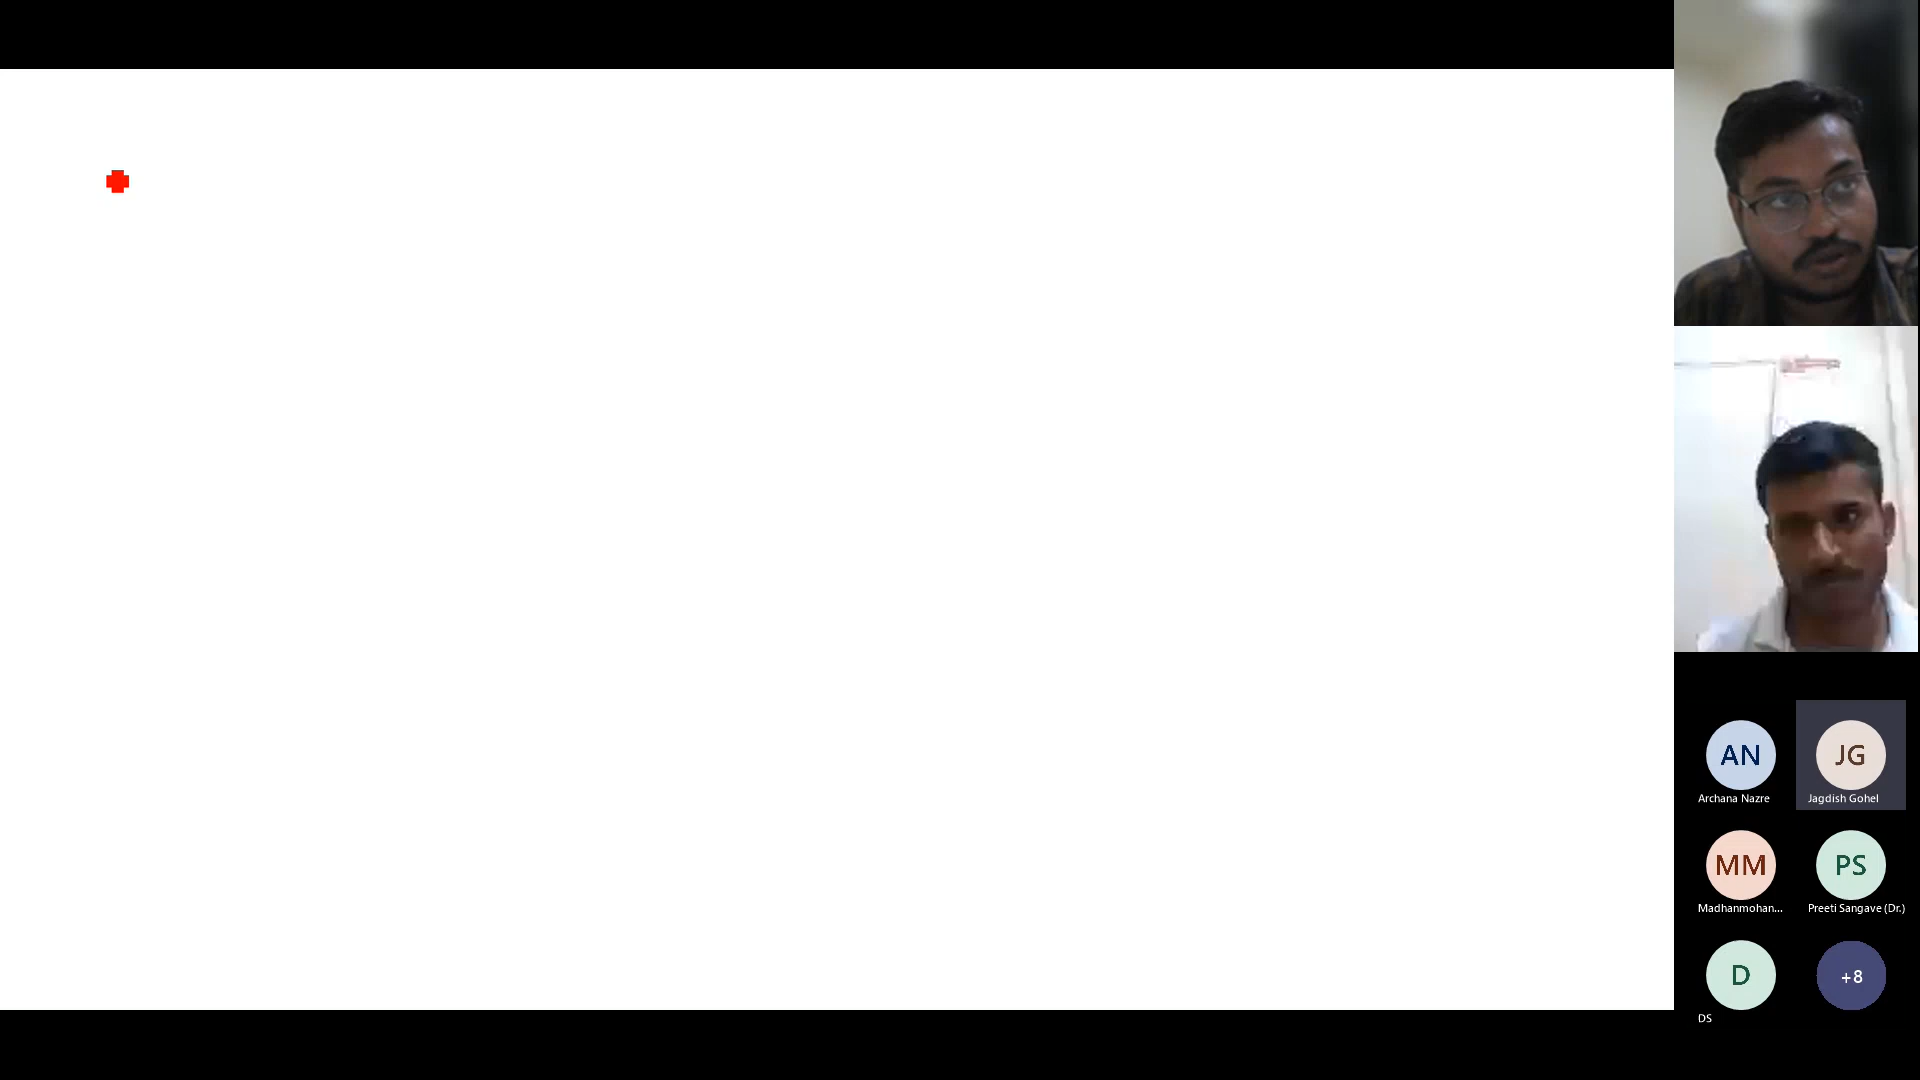 AN
JG
Archana Nazre
Jagdish Gohel
MM
PS
Madhanmohan...
Preeti Sangave (Dr.)
D
+8
DS